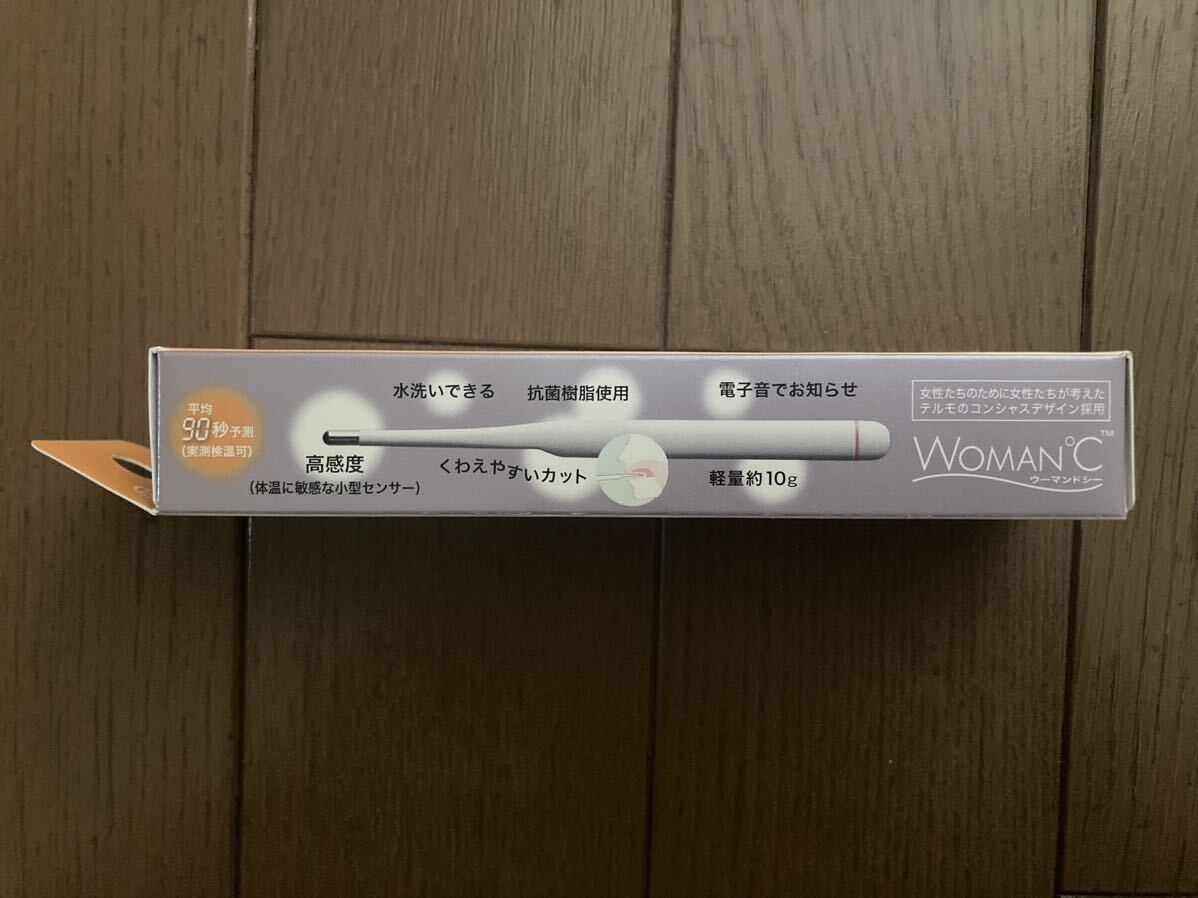 平均
90秒予測
(実測検温可)
水洗いできる
抗菌樹脂使用
電子音でお知らせ
高感度
(体温に敏感な小型センサー)
くわえやすいカット
軽量約10g
女性たちのために女性たちが考えた
テルモのコンシャスデザイン採用
WOMAN℃™
ウーマンドシー